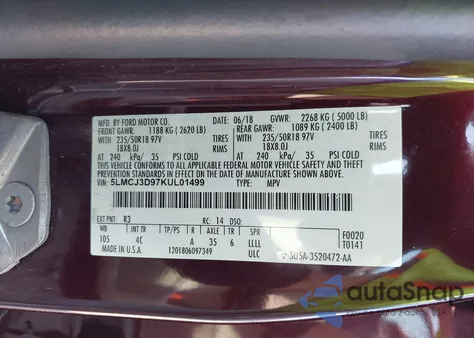 MFD. BY FORD MOTOR CO. 06/18 GVWR: 2268 KG ( 5000 LB)
FRONT GAWR: 1188 KG ( 2620 LB) REAR GAWR: 1089 KG ( 2400 LB)
WITH 235/50R18 97V WITH 235/50R18 97V
18X8.0J 18X8.0J
AT 240 kPa/ 35 PSI COLD AT 240 kPa/ 35 PSI COLD
THIS VEHICLE CONFORMS TO ALL APPLICABLE FEDERAL MOTOR VEHICLE SAFETY AND THEFT
PREVENTION STANDARDS IN EFFECT ON THE DATE OF MANUFACTURE SHOWN ABOVE.
VIN: 5LMCJ3D97KUL01499 TYPE: MPV
EXT PNT: R3 RC: 14 DSO: F0020
WB INT TR TP/PS R AXLE TR SPR T0141
105 4C A 35 6 LLLL
MADE IN U.S.A. 1201806097349 ULC 5U5A-3520472-AA
autoSnap